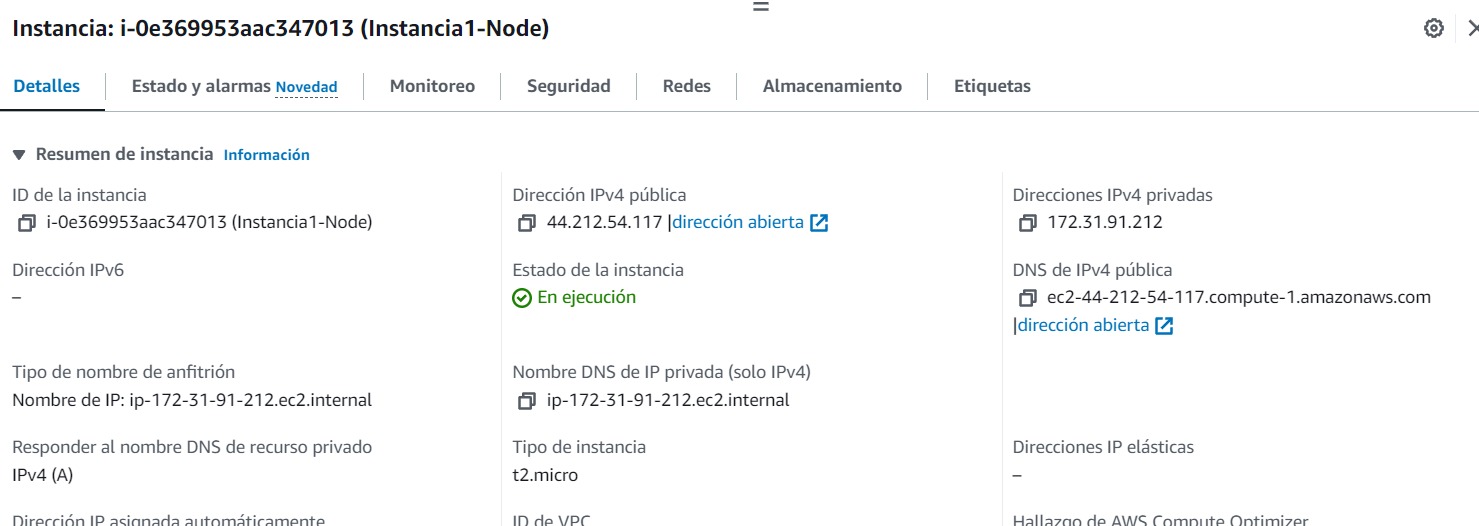 Instancia: i-0e369953aac347013 (Instancia1-Node)
Detalles
Estado y alarmas Novedad
Monitoreo
Seguridad
Redes
Almacenamiento
Etiquetas
Resumen de instancia Información
ID de la instancia
i-0e369953aac347013 (Instancia1-Node)
Dirección IPv4 pública
44.212.54.117 |dirección abierta
Direcciones IPv4 privadas
172.31.91.212
Dirección IPv6
–
Estado de la instancia
En ejecución
DNS de IPv4 pública
ec2-44-212-54-117.compute-1.amazonaws.com
|dirección abierta
Tipo de nombre de anfitrión
Nombre de IP: ip-172-31-91-212.ec2.internal
Nombre DNS de IP privada (solo IPv4)
ip-172-31-91-212.ec2.internal
Responder al nombre DNS de recurso privado
IPv4 (A)
Tipo de instancia
t2.micro
Direcciones IP elásticas
–
Dirección IP asignada automáticamente
ID de VPC
Hallazgo de AWS Compute Optimizer